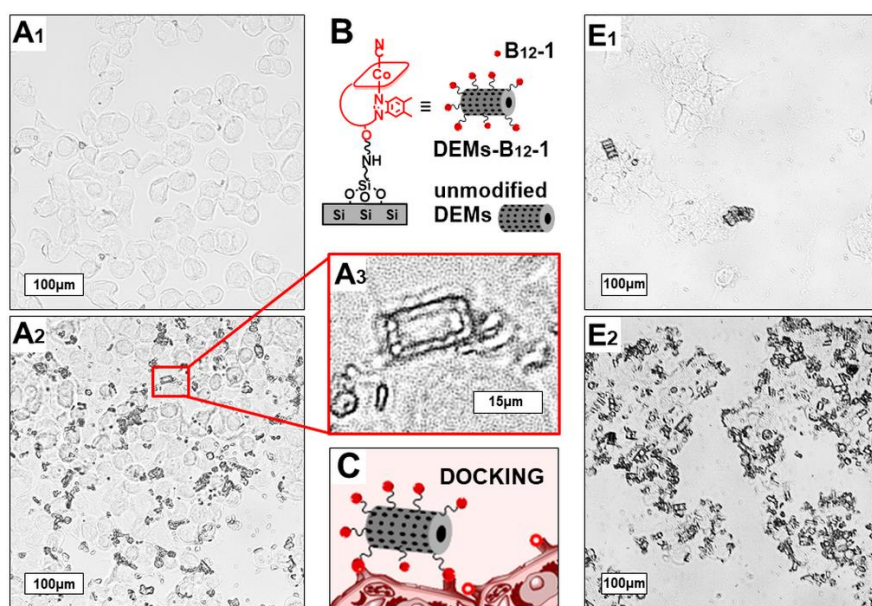 A1
100μm
A2
100μm
B
CN
Co
N
N
O
NH
Si
O O O
Si Si Si
≡
B12-1
DEMs-B12-1
unmodified
DEMs
A3
15μm
C
DOCKING
E1
100μm
E2
100μm